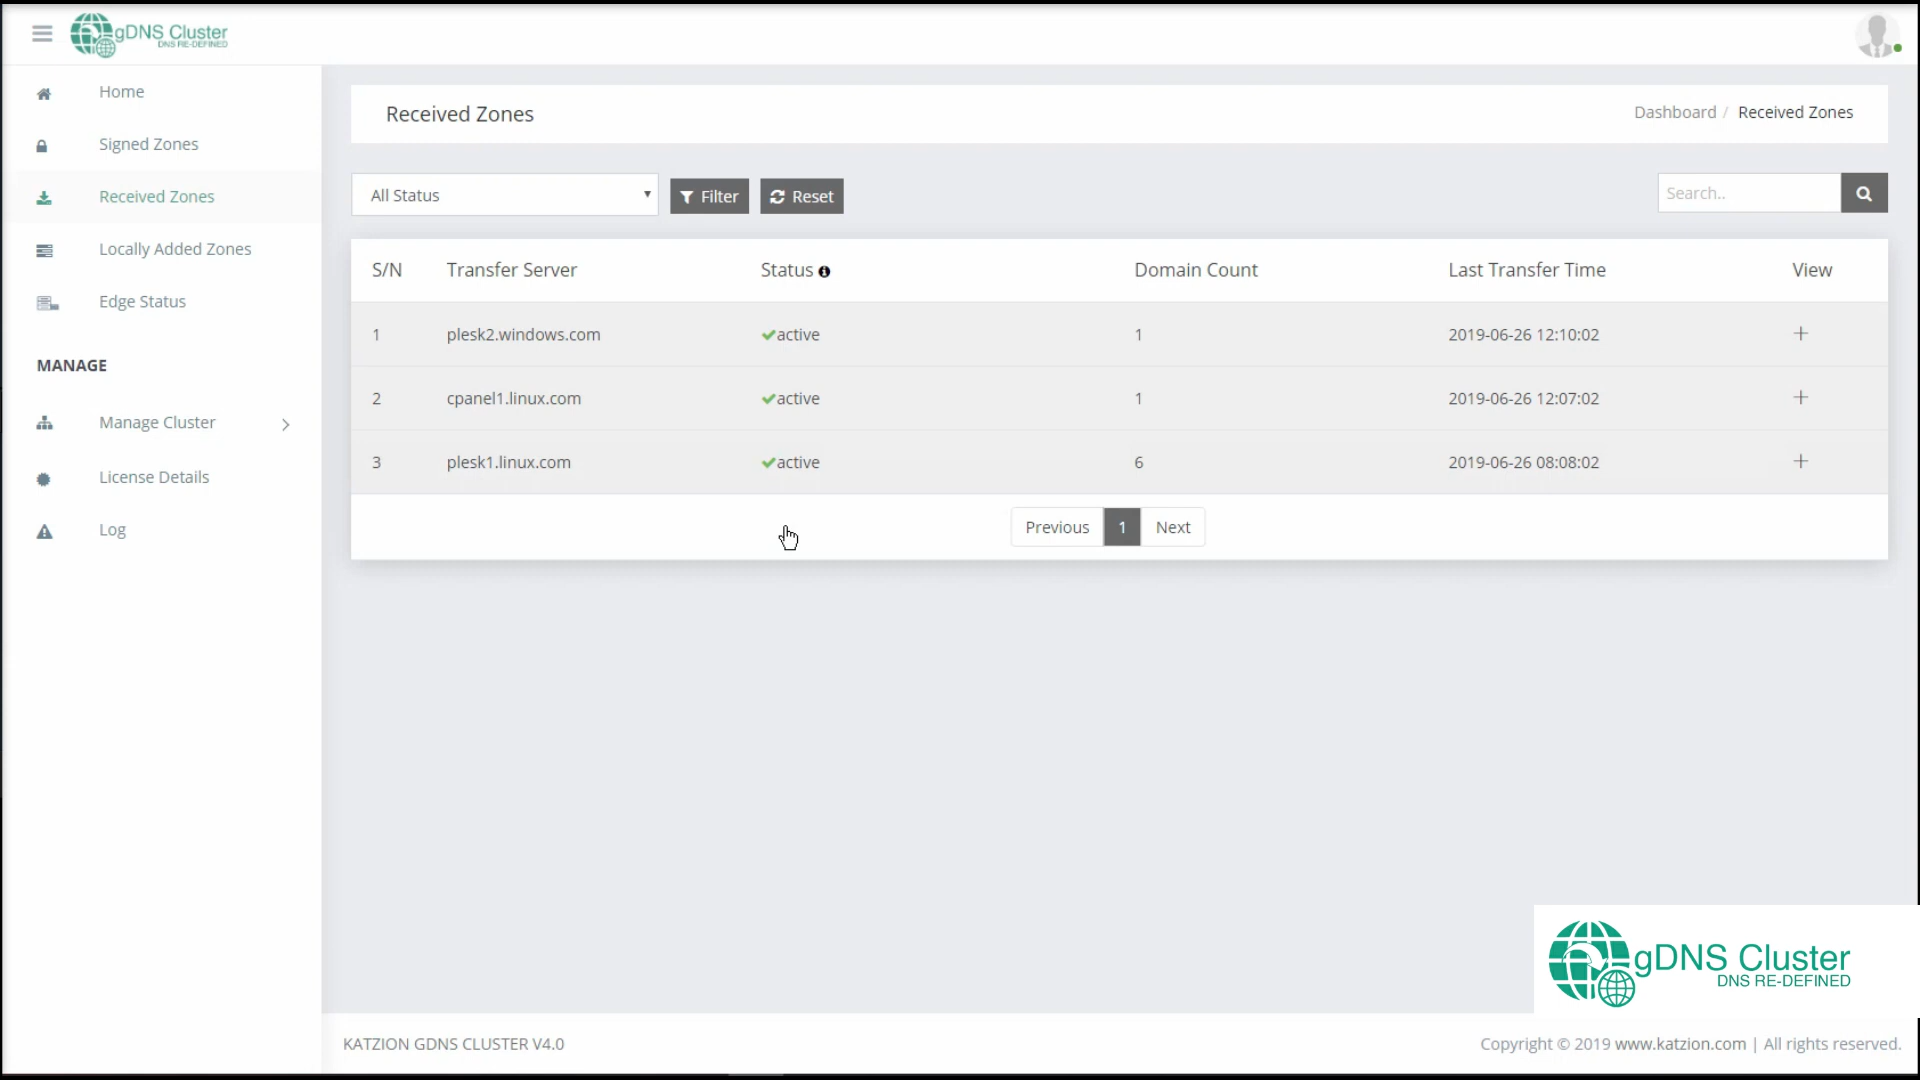 gDNS Cluster
DNS RE-DEFINED
Home
Signed Zones
Received Zones
Locally Added Zones
Edge Status
MANAGE
Manage Cluster
License Details
Log
Received Zones
Dashboard / Received Zones
All Status
Filter
Reset
Search..
S/N Transfer Server Status Domain Count Last Transfer Time View
1 plesk2.windows.com active 1 2019-06-26 12:10:02 +
2 cpanel1.linux.com active 1 2019-06-26 12:07:02 +
3 plesk1.linux.com active 6 2019-06-26 08:08:02 +
Previous 1 Next
gDNS Cluster
DNS RE-DEFINED
KATZION GDNS CLUSTER V4.0
Copyright © 2019 www.katzion.com | All rights reserved.